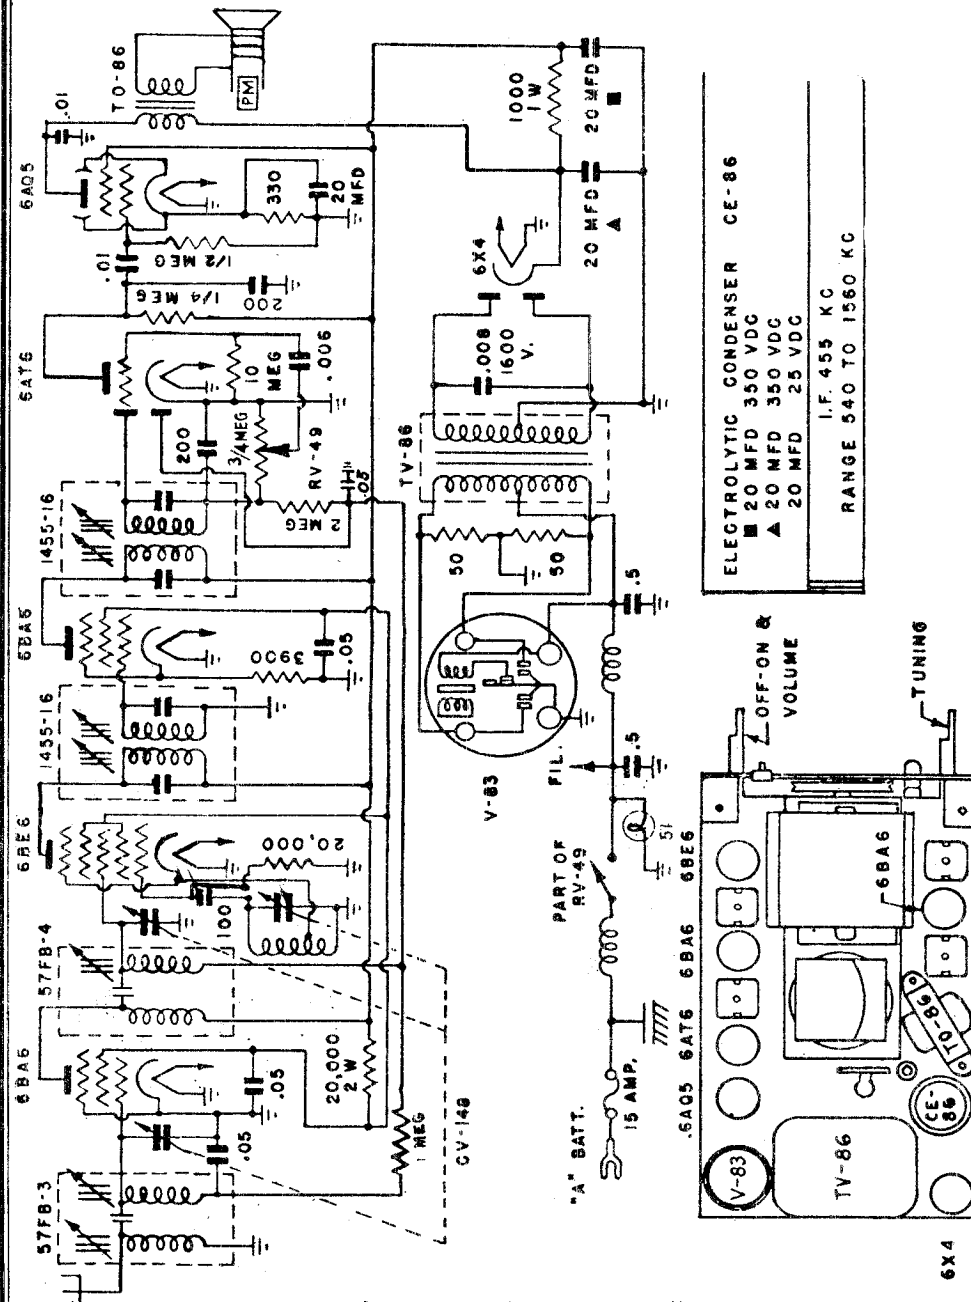 6AQ5
.01
TO-86
PM
330
20
MFD
1/2 MEG
.01
1/4 MEG
200
6AT6
10
MEG
.006
200
3/4 MEG
RV-49
2 MEG
.05
1455-16
6BA6
3900
.05
1455-16
6BE6
20,000
100
57FB-4
6BA6
.05
.05
20,000
2 W
1 MEG
CV-148
57FB-3
1000
1 W
20 MFD ■
20 MFD ▲
6X4
.008
1600
V.
TV-86
50
50
V-83
.5
FIL.
.5
51
PART OF
RV-49
15 AMP.
"A" BATT.
ELECTROLYTIC CONDENSER CE-86
■ 20 MFD 350 VDC
▲ 20 MFD 350 VDC
20 MFD 25 VDC
I.F. 455 KC
RANGE 540 TO 1560 KC
OFF-ON &
VOLUME
TUNING
6AQ5 6AT6 6BA6 6BE6
6BA6
TO-86
CE-
86
V-83
TV-86
6X4